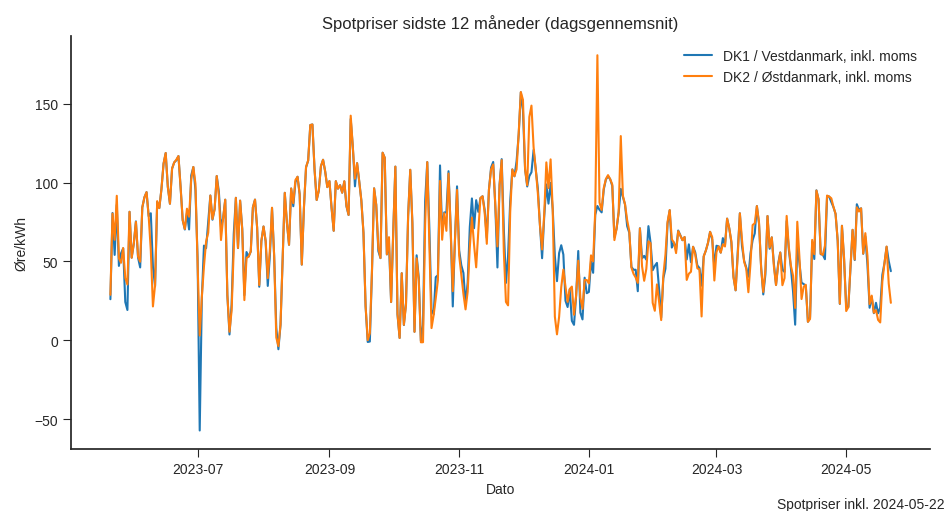 Spotpriser sidste 12 måneder (dagsgennemsnit)
DK1 / Vestdanmark, inkl. moms
DK2 / Østdanmark, inkl. moms
Øre/kWh
150
100
50
0
−50
2023-07
2023-09
2023-11
2024-01
2024-03
2024-05
Dato
Spotpriser inkl. 2024-05-22